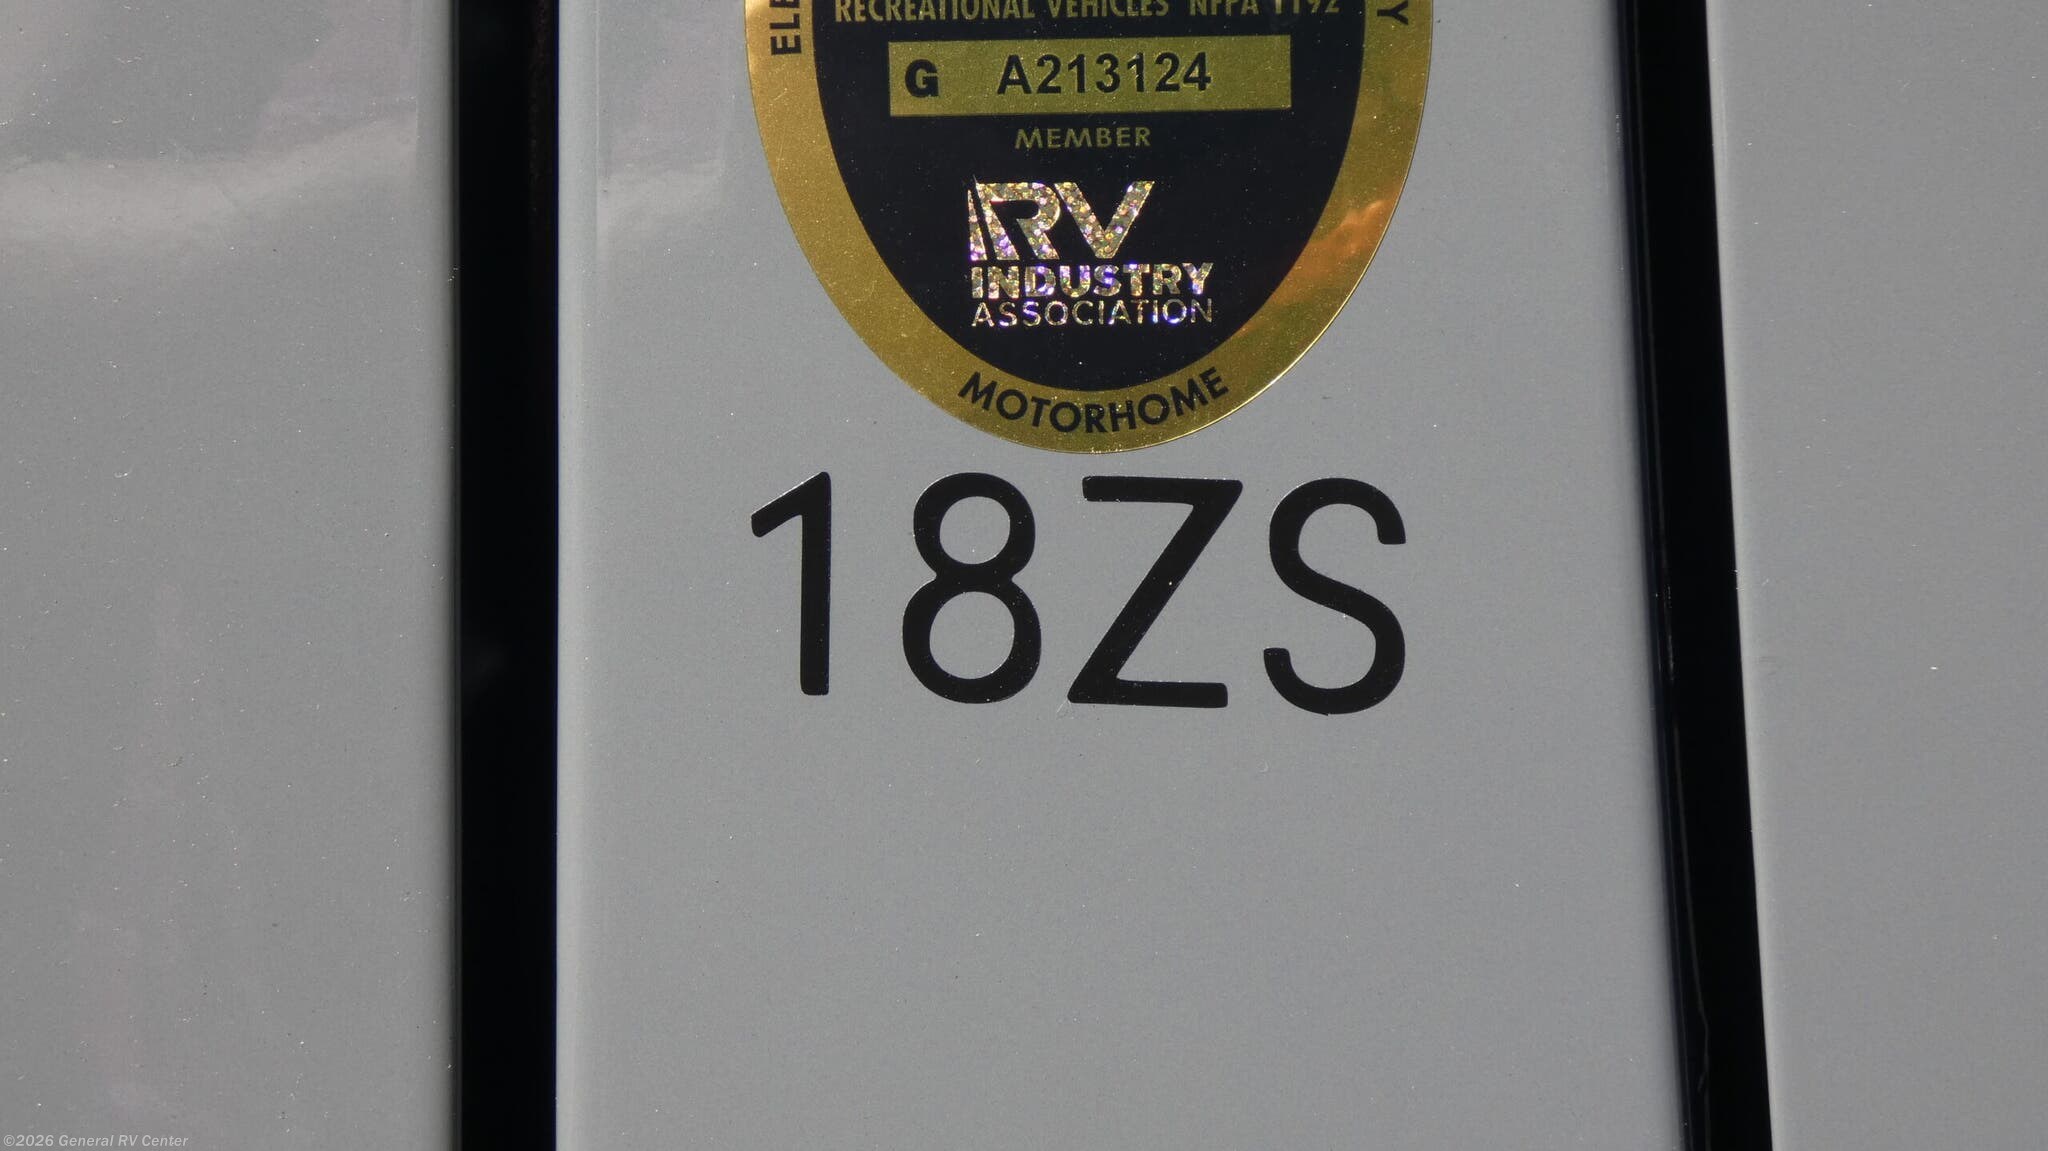 RECREATIONAL VEHICLES NFPA 1192
G A213124
MEMBER
RV
INDUSTRY
ASSOCIATION
MOTORHOME
18ZS
©2026 General RV Center